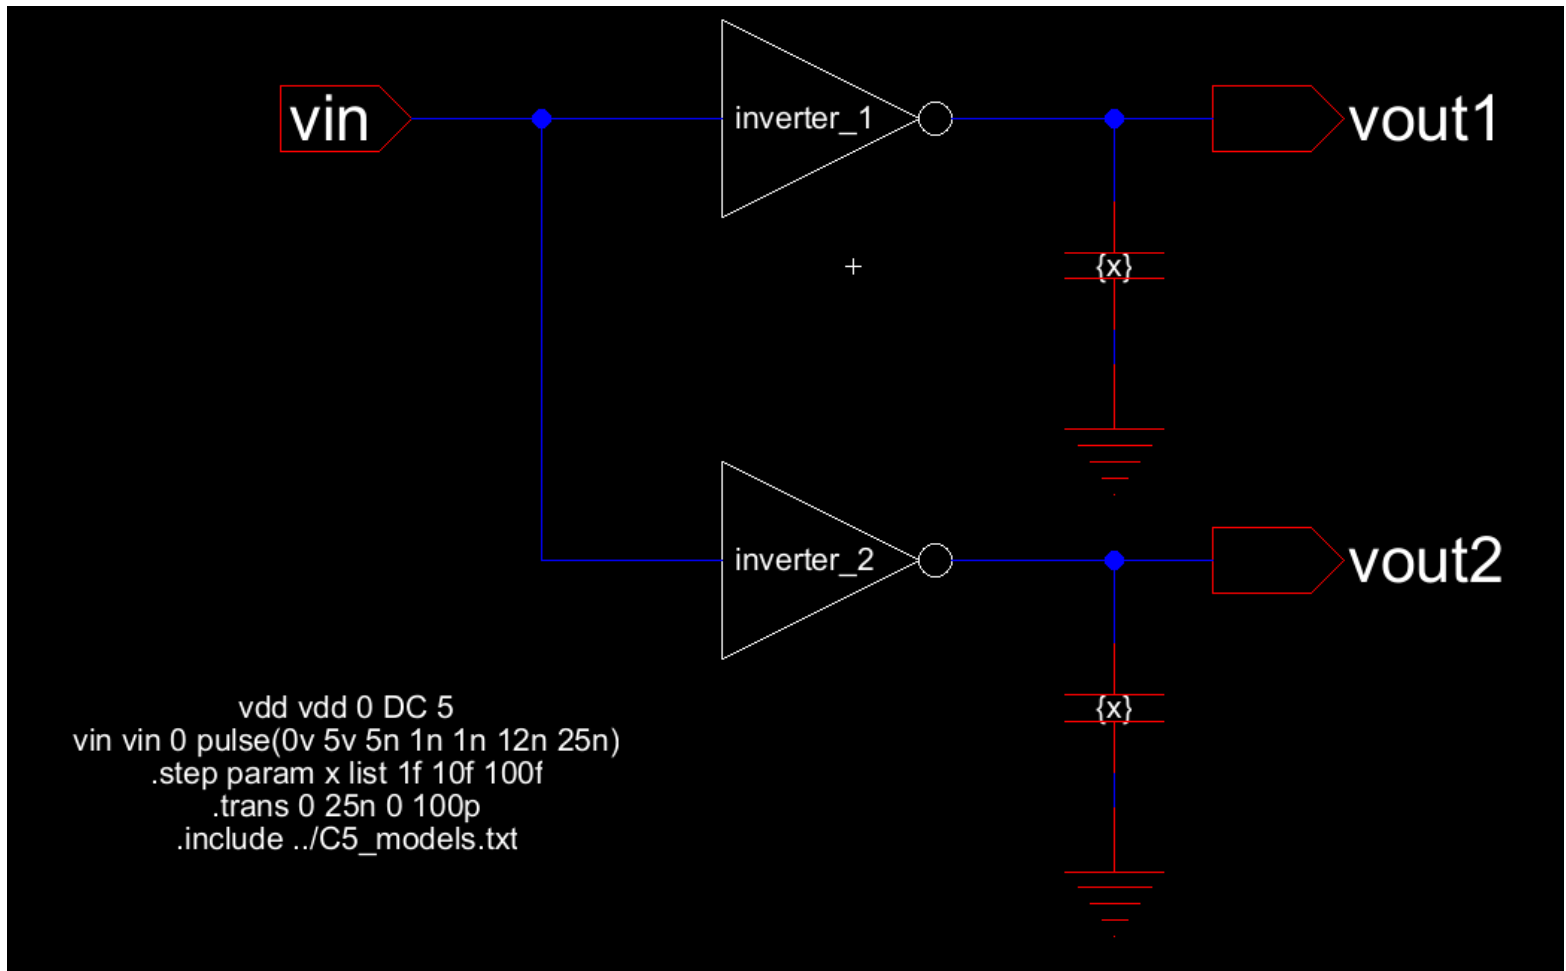 vin
inverter_1
vout1
{x}
inverter_2
vout2
{x}
vdd vdd 0 DC 5
vin vin 0 pulse(0v 5v 5n 1n 1n 12n 25n)
.step param x list 1f 10f 100f
.trans 0 25n 0 100p
.include ../C5_models.txt